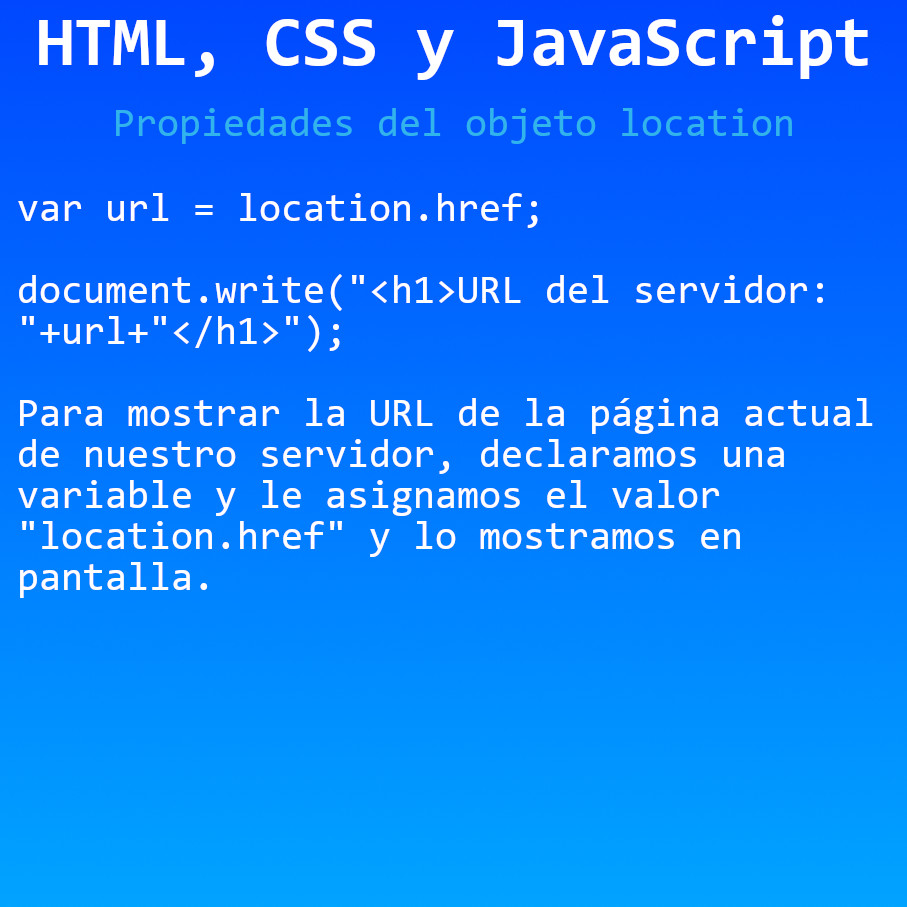 HTML, CSS y JavaScript
Propiedades del objeto location
var url = location.href;
document.write("<h1>URL del servidor:
"+url+"</h1>");
Para mostrar la URL de la página actual
de nuestro servidor, declaramos una
variable y le asignamos el valor
"location.href" y lo mostramos en
pantalla.